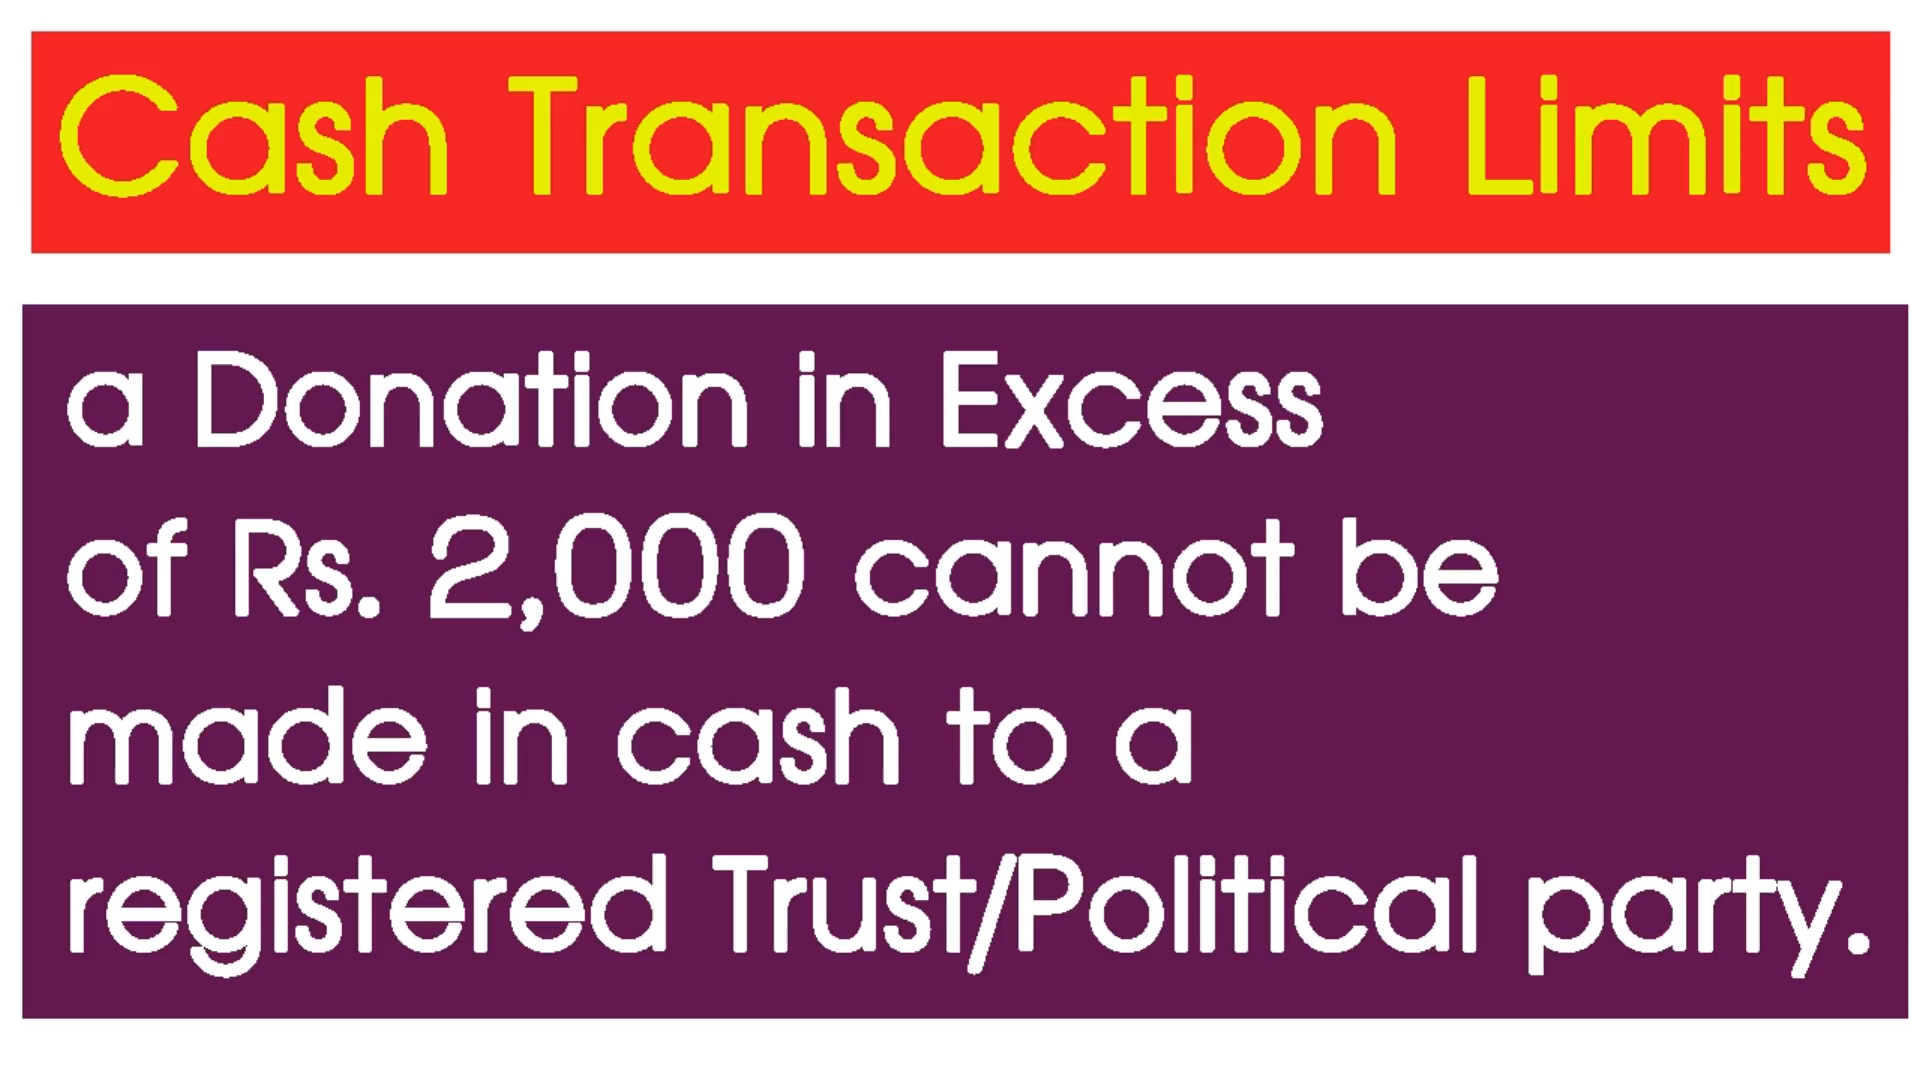 Cash Transaction Limits
a Donation in Excess
of Rs. 2,000 cannot be
made in cash to a
registered Trust/Political party.